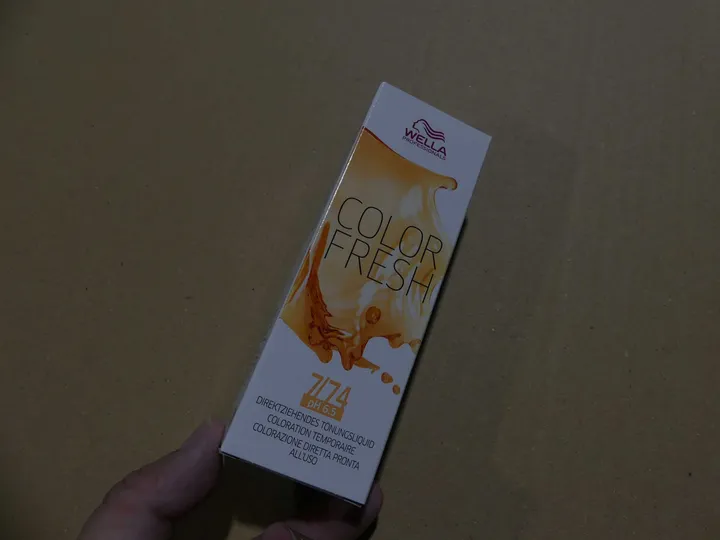 WELLA
PROFESSIONALS
COLOR
FRESH
7/74
pH 6.5
DIREKTZIEHENDES TÖNUNGSLIQUID
COLORATION TEMPORAIRE
COLORAZIONE DIRETTA PRONTA
ALL'USO